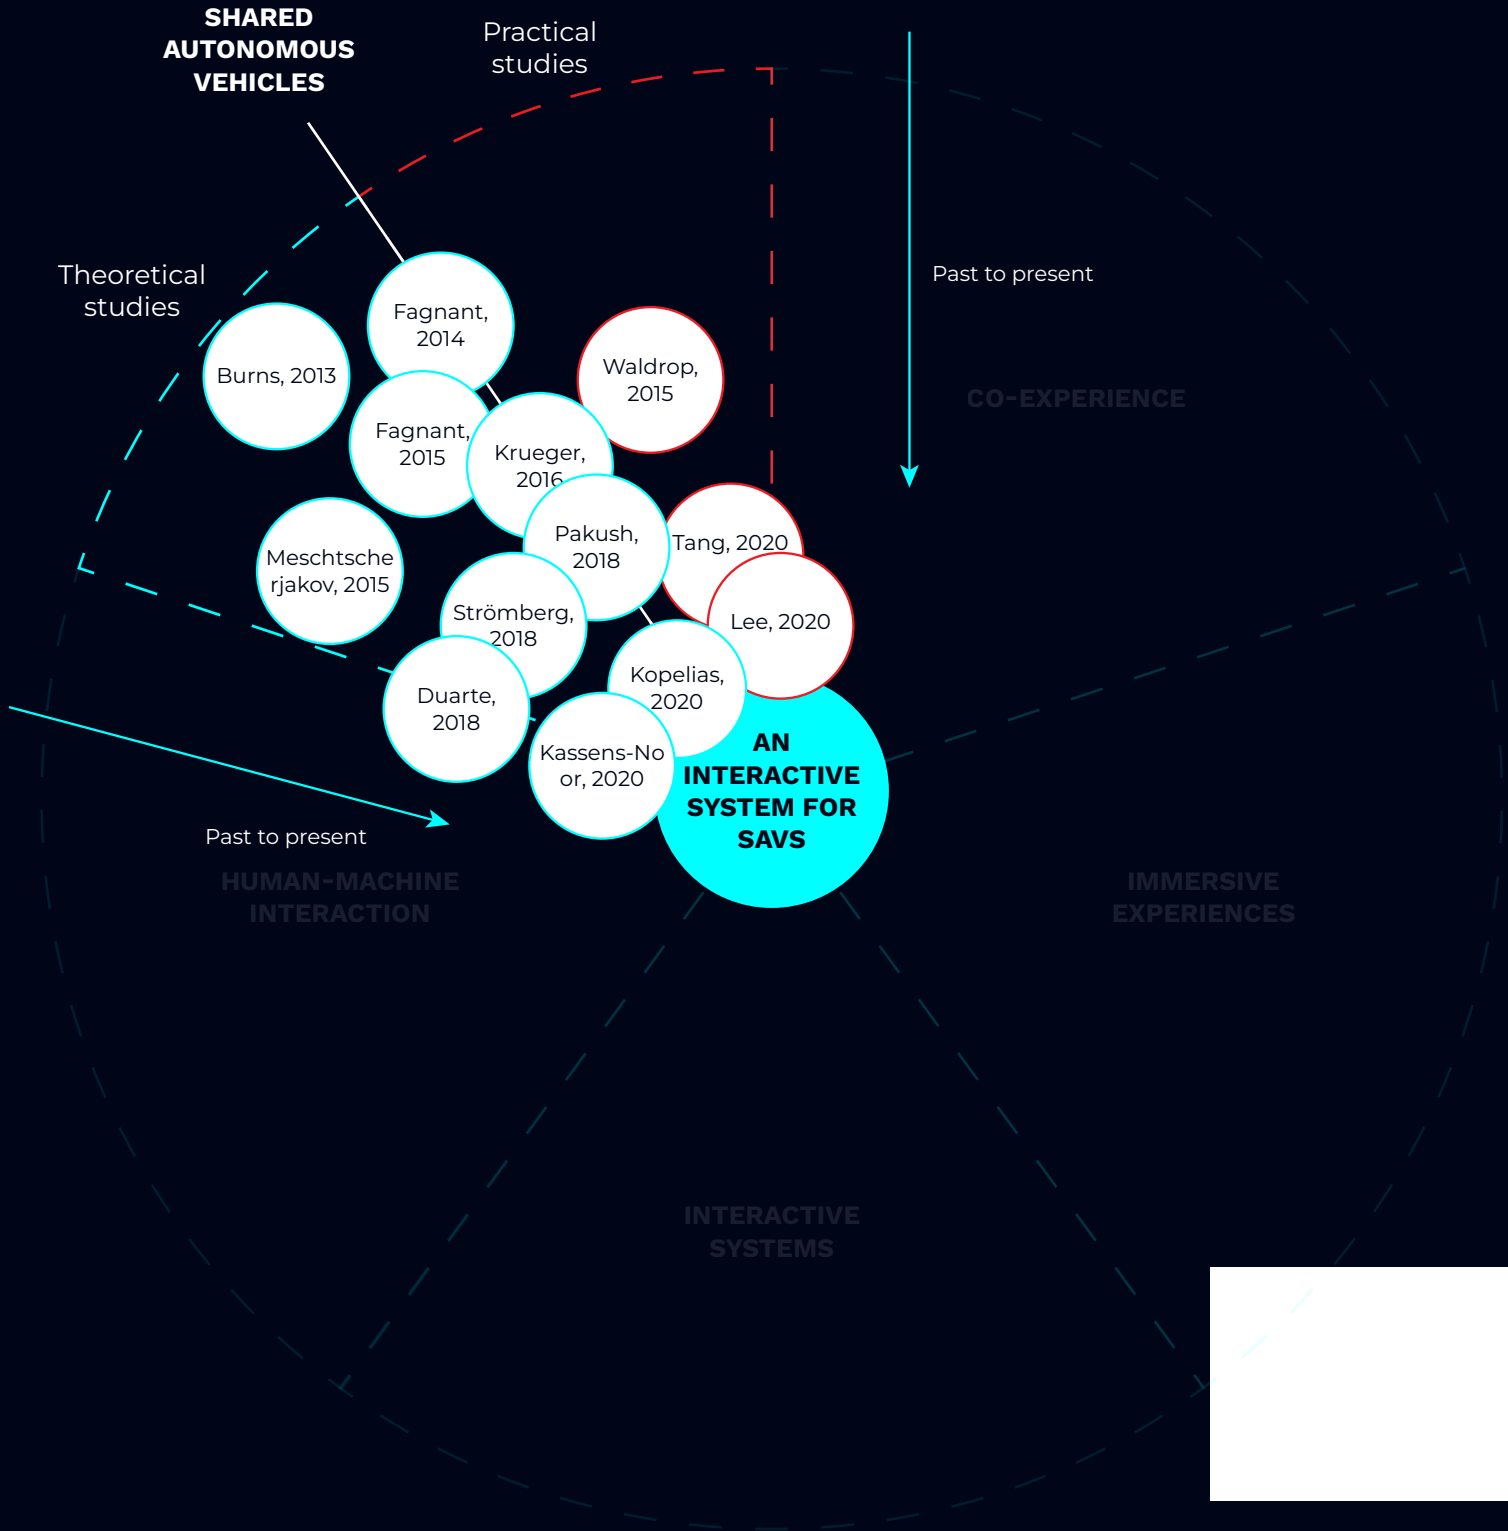 SHARED
AUTONOMOUS
VEHICLES
Practical
studies
Theoretical
studies
Past to present
Fagnant,
2014
Burns, 2013
Waldrop,
2015
CO-EXPERIENCE
Fagnant,
2015
Krueger,
2016
Pakush,
2018
Tang, 2020
Meschtsche
rjakov, 2015
Strömberg,
2018
Lee, 2020
Kopelias,
2020
Duarte,
2018
Kassens-No
or, 2020
AN
INTERACTIVE
SYSTEM FOR
SAVS
Past to present
HUMAN-MACHINE
INTERACTION
IMMERSIVE
EXPERIENCES
INTERACTIVE
SYSTEMS